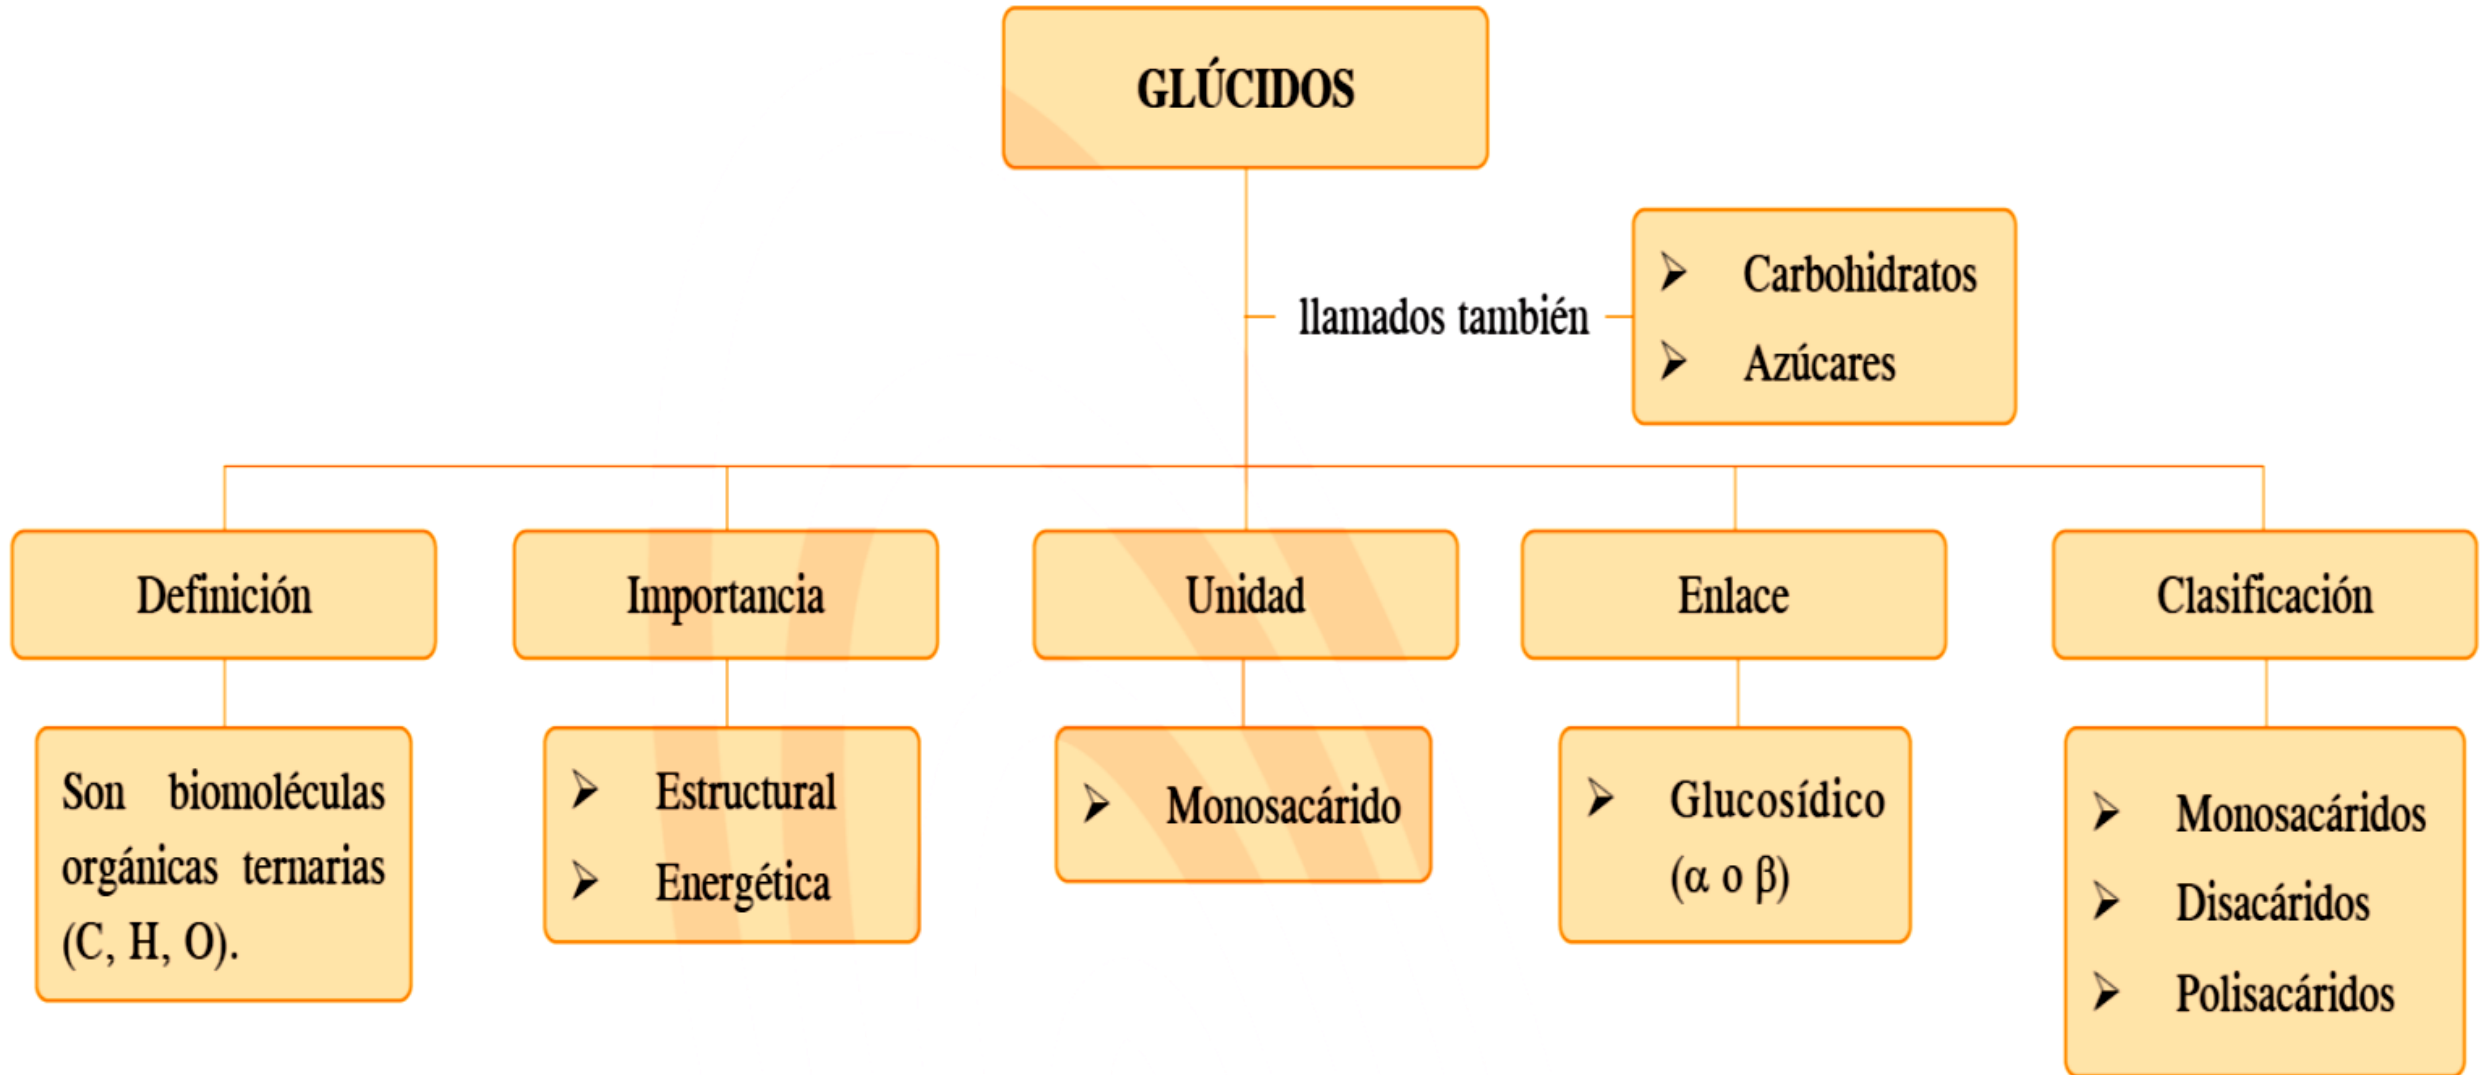 GLÚCIDOS
llamados también
➢ Carbohidratos
➢ Azúcares
Definición
Importancia
Unidad
Enlace
Clasificación
Son biomoléculas
orgánicas ternarias
(C, H, O).
➢ Estructural
➢ Energética
➢ Monosacárido
➢ Glucosídico
(α o β)
➢ Monosacáridos
➢ Disacáridos
➢ Polisacáridos